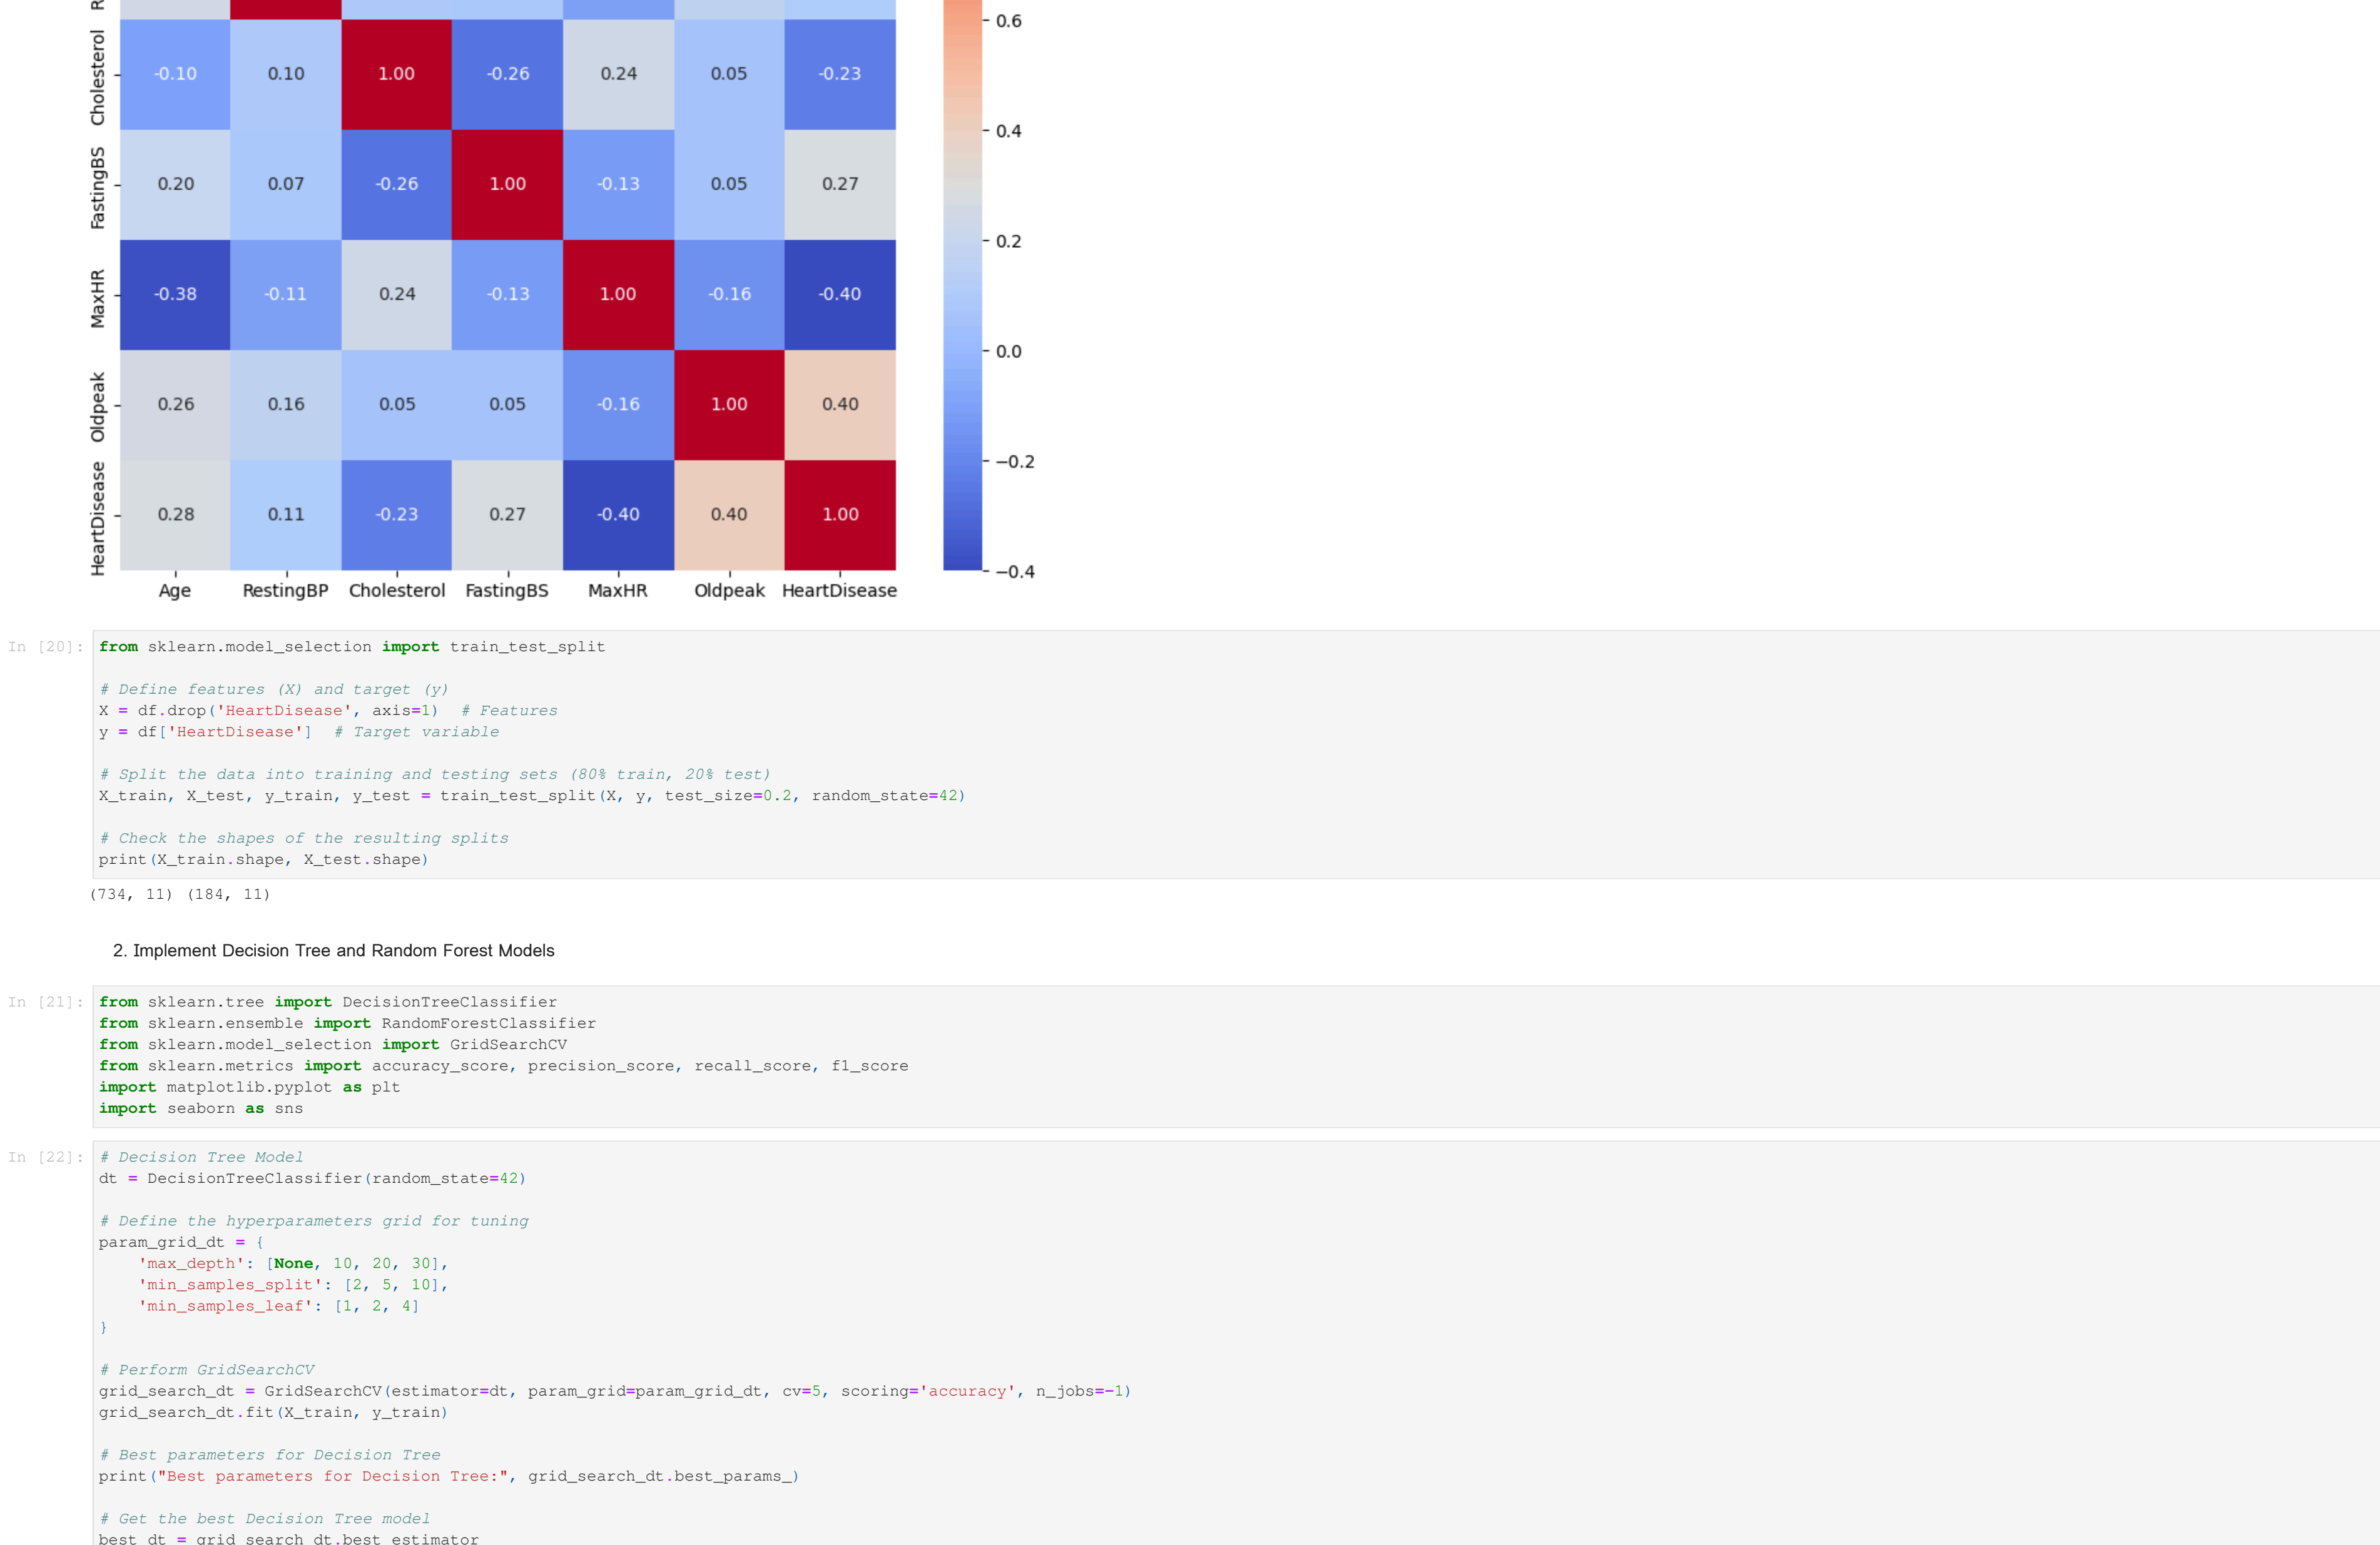 R
0.6
Cholesterol -0.10 0.10 1.00 -0.26 0.24 0.05 -0.23
0.4
FastingBS 0.20 0.07 -0.26 1.00 -0.13 0.05 0.27
0.2
MaxHR -0.38 -0.11 0.24 -0.13 1.00 -0.16 -0.40
0.0
Oldpeak 0.26 0.16 0.05 0.05 -0.16 1.00 0.40
−0.2
HeartDisease 0.28 0.11 -0.23 0.27 -0.40 0.40 1.00
−0.4
Age RestingBP Cholesterol FastingBS MaxHR Oldpeak HeartDisease
In [20]: from sklearn.model_selection import train_test_split
# Define features (X) and target (y)
X = df.drop('HeartDisease', axis=1)  # Features
y = df['HeartDisease']  # Target variable
# Split the data into training and testing sets (80% train, 20% test)
X_train, X_test, y_train, y_test = train_test_split(X, y, test_size=0.2, random_state=42)
# Check the shapes of the resulting splits
print(X_train.shape, X_test.shape)
(734, 11) (184, 11)
2. Implement Decision Tree and Random Forest Models
In [21]: from sklearn.tree import DecisionTreeClassifier
from sklearn.ensemble import RandomForestClassifier
from sklearn.model_selection import GridSearchCV
from sklearn.metrics import accuracy_score, precision_score, recall_score, f1_score
import matplotlib.pyplot as plt
import seaborn as sns
In [22]: # Decision Tree Model
dt = DecisionTreeClassifier(random_state=42)
# Define the hyperparameters grid for tuning
param_grid_dt = {
    'max_depth': [None, 10, 20, 30],
    'min_samples_split': [2, 5, 10],
    'min_samples_leaf': [1, 2, 4]
}
# Perform GridSearchCV
grid_search_dt = GridSearchCV(estimator=dt, param_grid=param_grid_dt, cv=5, scoring='accuracy', n_jobs=-1)
grid_search_dt.fit(X_train, y_train)
# Best parameters for Decision Tree
print("Best parameters for Decision Tree:", grid_search_dt.best_params_)
# Get the best Decision Tree model
best_dt = grid_search_dt.best_estimator_